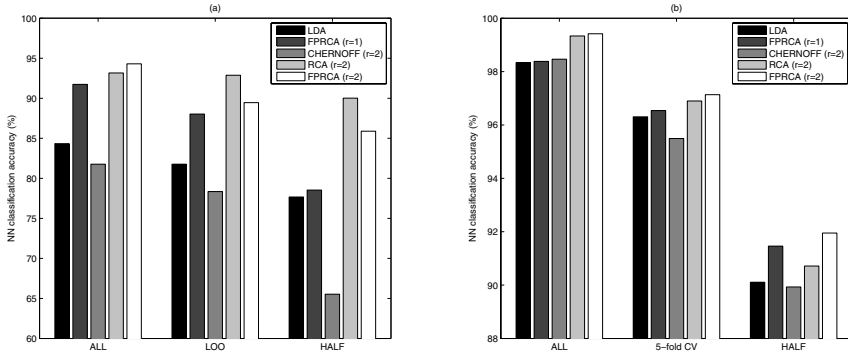 (a)
NN classification accuracy (%)
100
95
90
85
80
75
70
65
60
ALL
LOO
HALF
LDA
FPRCA (r=1)
CHERNOFF (r=2)
RCA (r=2)
FPRCA (r=2)
(b)
NN classification accuracy (%)
100
98
96
94
92
90
88
ALL
5-fold CV
HALF
LDA
FPRCA (r=1)
CHERNOFF (r=2)
RCA (r=2)
FPRCA (r=2)